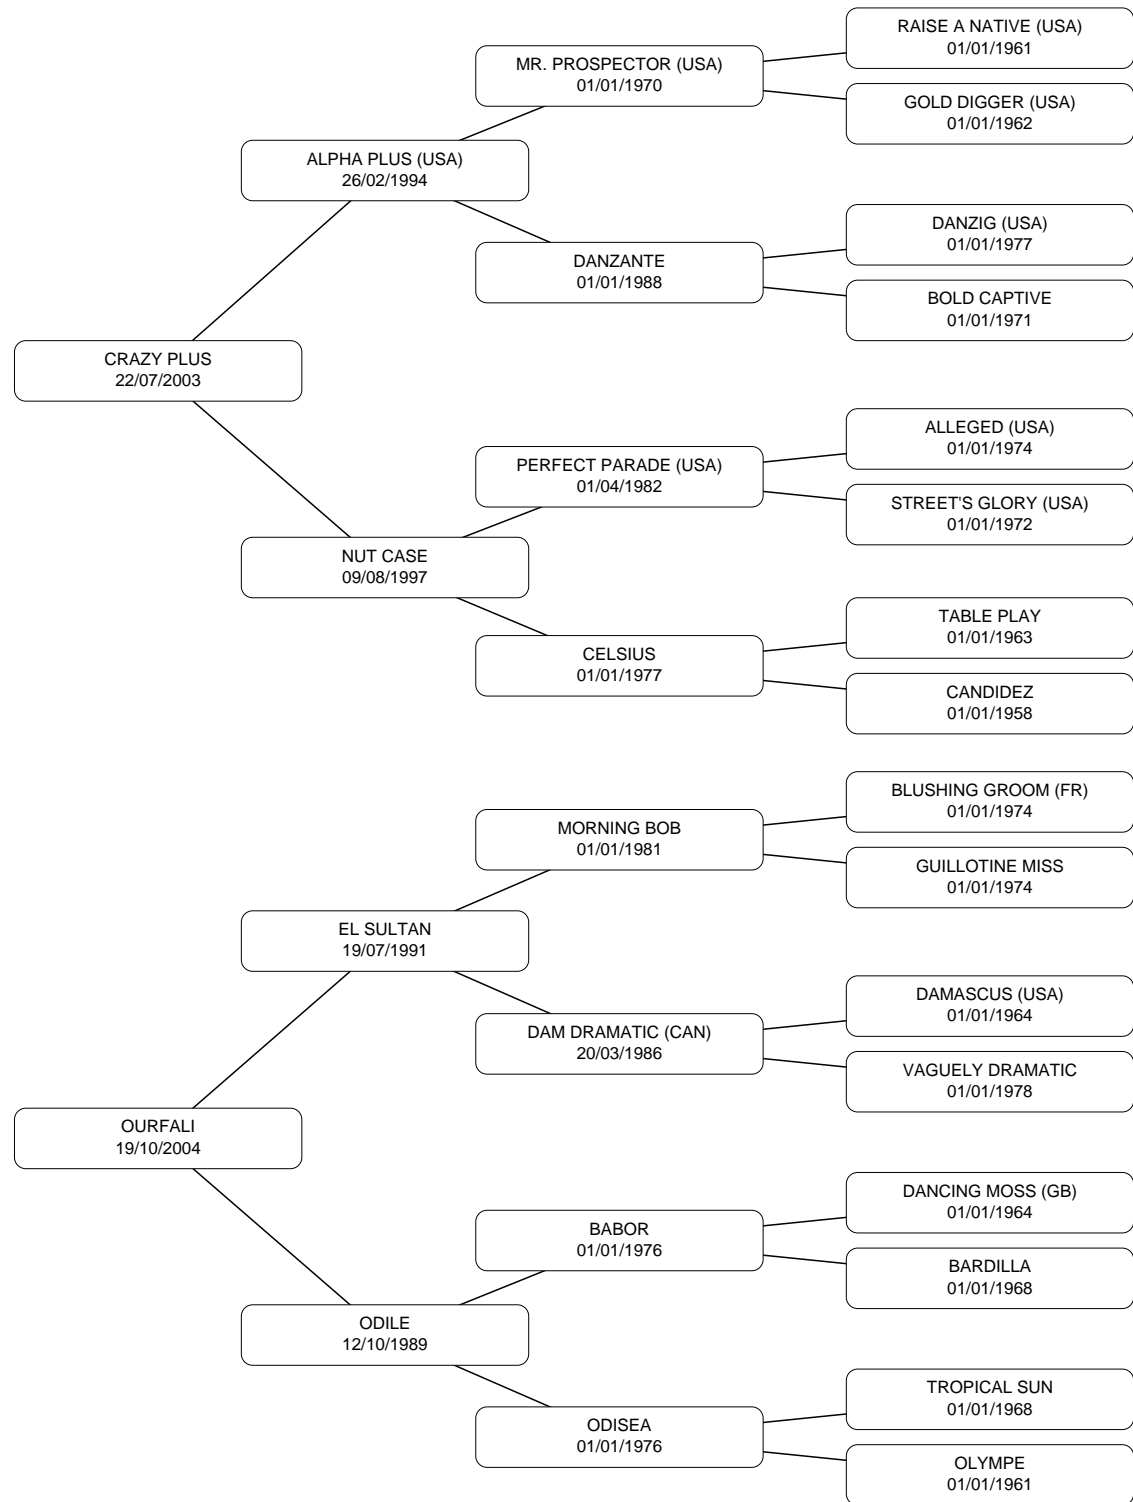 RAISE A NATIVE (USA)
01/01/1961
MR. PROSPECTOR (USA)
01/01/1970
GOLD DIGGER (USA)
01/01/1962
ALPHA PLUS (USA)
26/02/1994
DANZIG (USA)
01/01/1977
DANZANTE
01/01/1988
BOLD CAPTIVE
01/01/1971
CRAZY PLUS
22/07/2003
ALLEGED (USA)
01/01/1974
PERFECT PARADE (USA)
01/04/1982
STREET'S GLORY (USA)
01/01/1972
NUT CASE
09/08/1997
TABLE PLAY
01/01/1963
CELSIUS
01/01/1977
CANDIDEZ
01/01/1958
BLUSHING GROOM (FR)
01/01/1974
MORNING BOB
01/01/1981
GUILLOTINE MISS
01/01/1974
EL SULTAN
19/07/1991
DAMASCUS (USA)
01/01/1964
DAM DRAMATIC (CAN)
20/03/1986
VAGUELY DRAMATIC
01/01/1978
OURFALI
19/10/2004
DANCING MOSS (GB)
01/01/1964
BABOR
01/01/1976
BARDILLA
01/01/1968
ODILE
12/10/1989
TROPICAL SUN
01/01/1968
ODISEA
01/01/1976
OLYMPE
01/01/1961